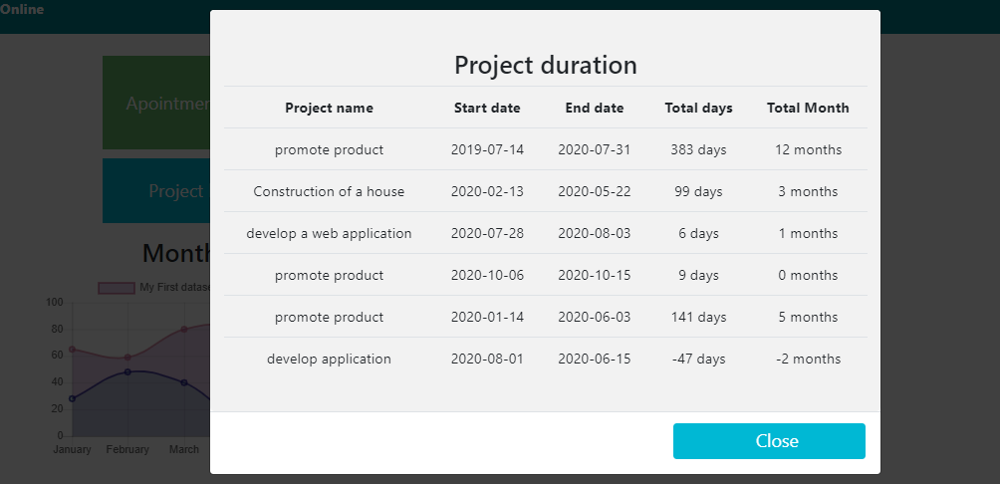 Online
Project duration
Project name Start date End date Total days Total Month
promote product 2019-07-14 2020-07-31 383 days 12 months
Construction of a house 2020-02-13 2020-05-22 99 days 3 months
develop a web application 2020-07-28 2020-08-03 6 days 1 months
promote product 2020-10-06 2020-10-15 9 days 0 months
promote product 2020-01-14 2020-06-03 141 days 5 months
develop application 2020-08-01 2020-06-15 -47 days -2 months
Close
Apointmen
Project
Month
My First datase
100
80
60
40
20
0
January February March